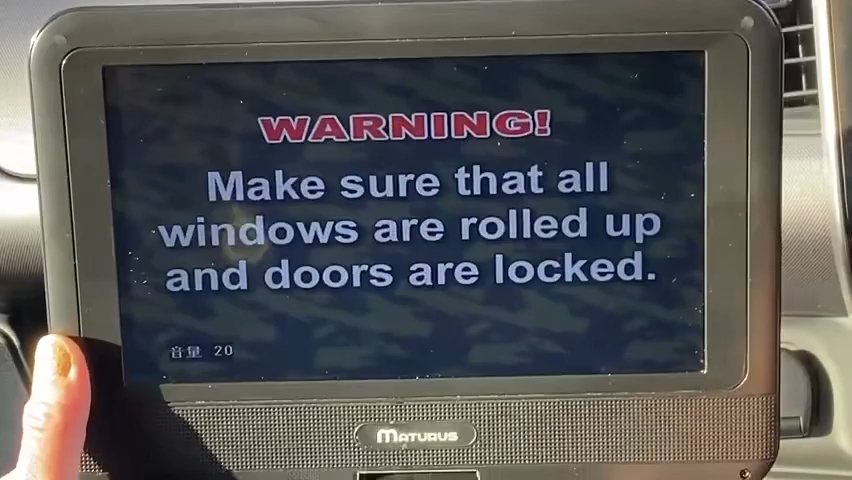 WARNING!
Make sure that all
windows are rolled up
and doors are locked.
音量 20
MATURUS